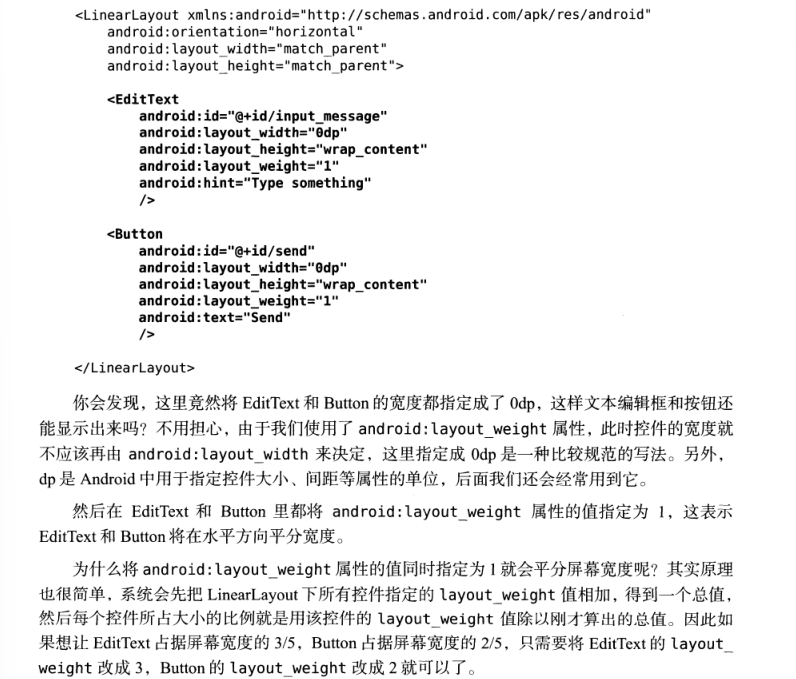 <LinearLayout xmlns:android="http://schemas.android.com/apk/res/android"
    android:orientation="horizontal"
    android:layout_width="match_parent"
    android:layout_height="match_parent">

    <EditText
        android:id="@+id/input_message"
        android:layout_width="0dp"
        android:layout_height="wrap_content"
        android:layout_weight="1"
        android:hint="Type something"
        />

    <Button
        android:id="@+id/send"
        android:layout_width="0dp"
        android:layout_height="wrap_content"
        android:layout_weight="1"
        android:text="Send"
        />

</LinearLayout>
你会发现，这里竟然将 EditText 和 Button 的宽度都指定成了 0dp，这样文本编辑框和按钮还
能显示出来吗？不用担心，由于我们使用了 android:layout_weight 属性，此时控件的宽度就
不应该再由 android:layout_width 来决定，这里指定成 0dp 是一种比较规范的写法。另外，
dp 是 Android 中用于指定控件大小、间距等属性的单位，后面我们还会经常用到它。
然后在 EditText 和 Button 里都将 android:layout_weight 属性的值指定为 1，这表示
EditText 和 Button 将在水平方向平分宽度。
为什么将 android:layout_weight 属性的值同时指定为 1 就会平分屏幕宽度呢？其实原理
也很简单，系统会先把 LinearLayout 下所有控件指定的 layout_weight 值相加，得到一个总值，
然后每个控件所占大小的比例就是用该控件的 layout_weight 值除以刚才算出的总值。因此如
果想让 EditText 占据屏幕宽度的 3/5，Button 占据屏幕宽度的 2/5，只需要将 EditText 的 layout_
weight 改成 3，Button 的 layout_weight 改成 2 就可以了。